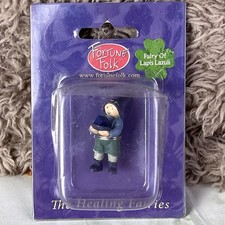 FORTUNE
FOLK
www.fortunefolk.com
Fairy Of
Lapis Lazuli
The Healing Fairies